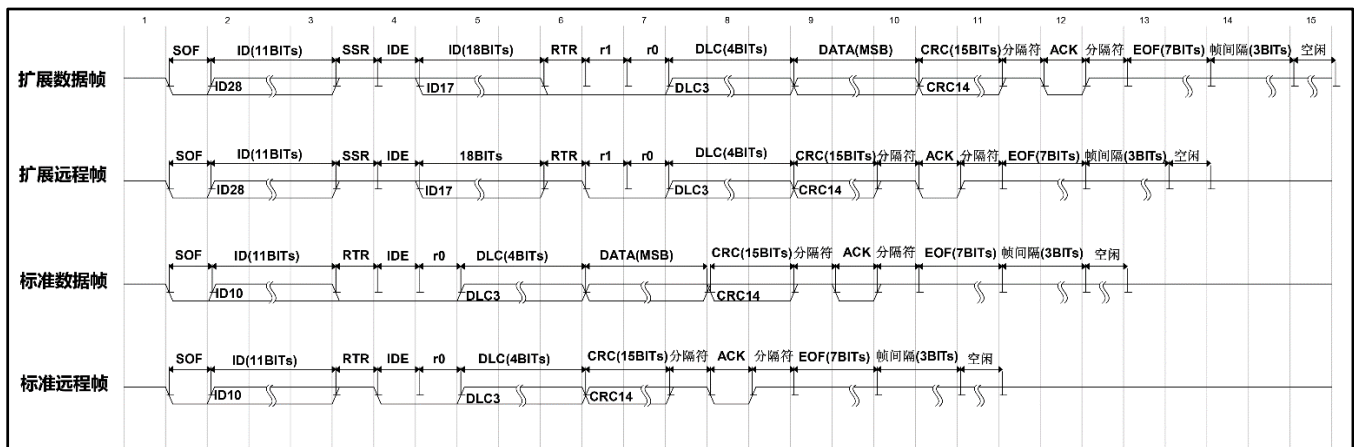 1 2 3 4 5 6 7 8 9 10 11 12 13 14 15
SOF ID(11BITs) SSR IDE ID(18BITs) RTR r1 r0 DLC(4BITs) DATA(MSB) CRC(15BITs) 分隔符 ACK 分隔符 EOF(7BITs) 帧间隔(3BITs) 空闲
扩展数据帧
ID28 ID17 DLC3 CRC14
SOF ID(11BITs) SSR IDE 18BITs RTR r1 r0 DLC(4BITs) CRC(15BITs) 分隔符 ACK 分隔符 EOF(7BITs) 帧间隔(3BITs) 空闲
扩展远程帧
ID28 ID17 DLC3 CRC14
SOF ID(11BITs) RTR IDE r0 DLC(4BITs) DATA(MSB) CRC(15BITs) 分隔符 ACK 分隔符 EOF(7BITs) 帧间隔(3BITs) 空闲
标准数据帧
ID10 DLC3 CRC14
SOF ID(11BITs) RTR IDE r0 DLC(4BITs) CRC(15BITs) 分隔符 ACK 分隔符 EOF(7BITs) 帧间隔(3BITs) 空闲
标准远程帧
ID10 DLC3 CRC14